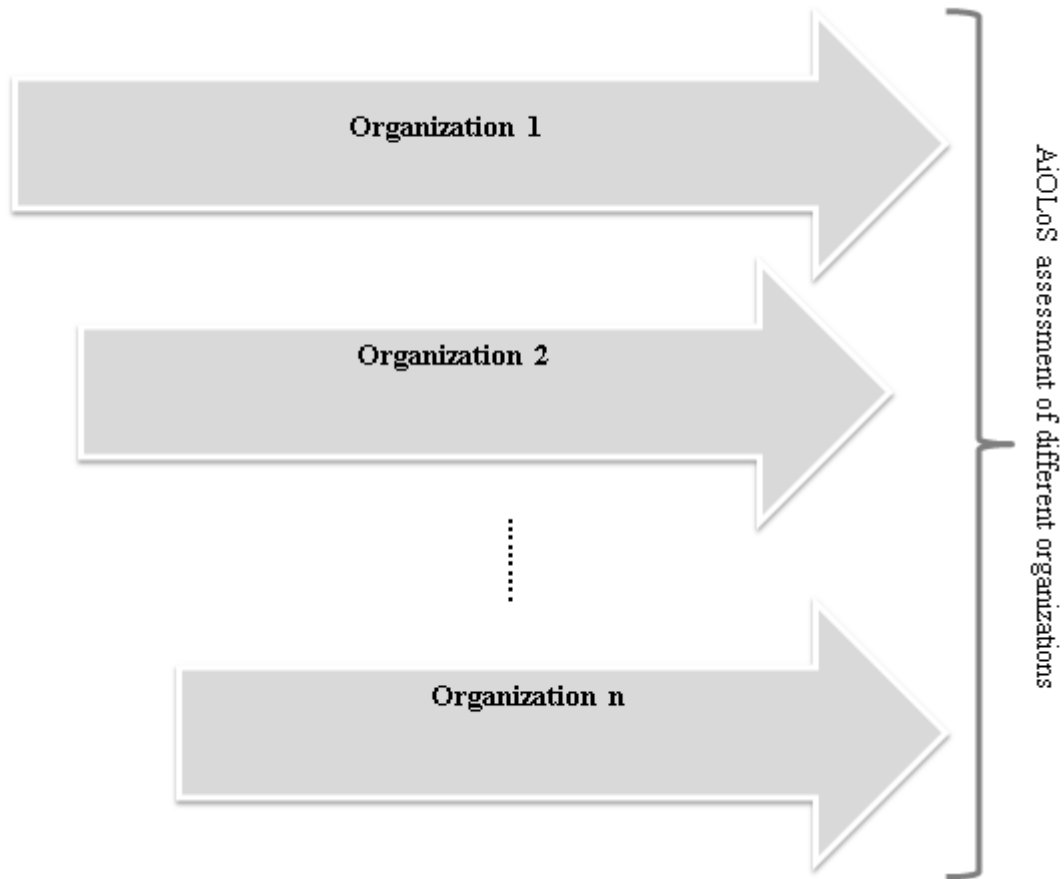 Organization 1
Organization 2
Organization n
AiOLoS assessment of different organizations